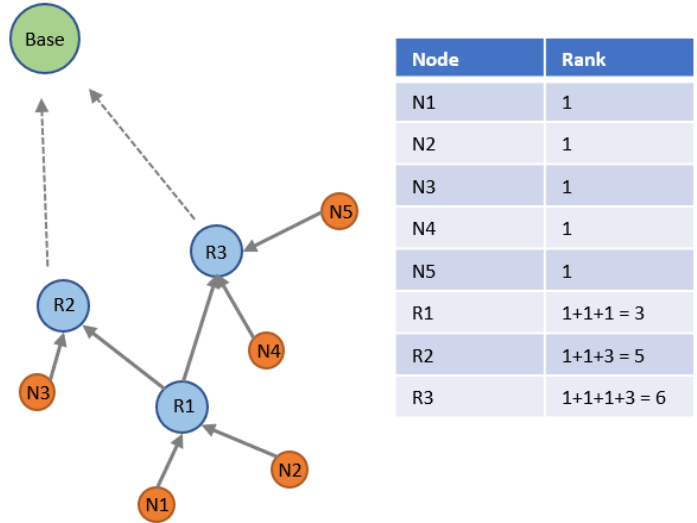 Base
N5
R3
R2
N4
N3
R1
N2
N1
Node Rank
N1 1
N2 1
N3 1
N4 1
N5 1
R1 1+1+1 = 3
R2 1+1+3 = 5
R3 1+1+1+3 = 6